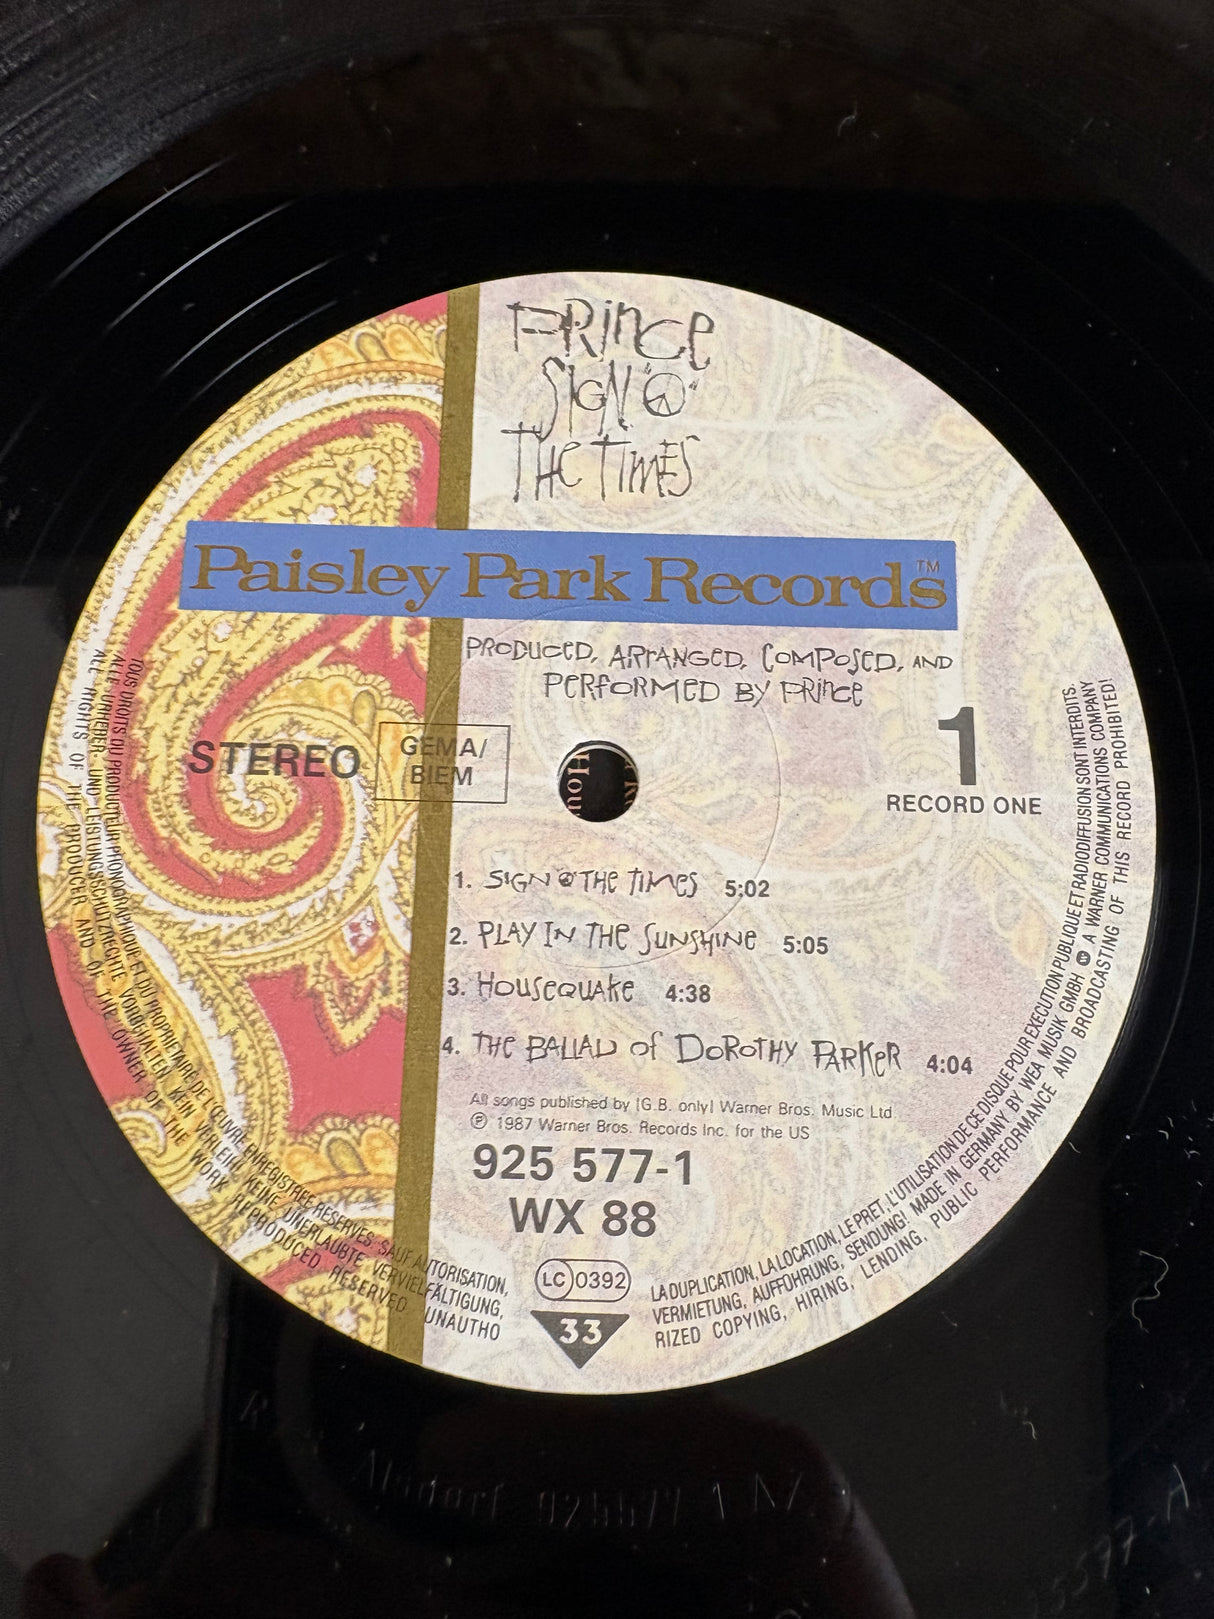 PRince
SIGN "☮"
THe TIMES
Paisley Park Records™
PRODUCED, ARRANGED, COMPOSED, AND
PERFORMED BY PRince
STEREO
GEMA/
BIEM
1
RECORD ONE
1. SIGN ☮ THE TIMES 5:02
2. PLAY IN THE SUNSHINE 5:05
3. HOUSEQUAKE 4:38
4. THE BALLAD of DOROTHY PARKER 4:04
All songs published by (G.B. only) Warner Bros. Music Ltd
℗ 1987 Warner Bros. Records Inc. for the US
925 577-1
WX 88
LC 0392
33
TOUS DROITS DU PRODUCTEUR PHONOGRAPHIQUE ET DU PROPRIETAIRE DE L'ŒUVRE ENREGISTREE RESERVES. SAUF AUTORISATION, LA DUPLICATION, LA LOCATION, LE PRET, L'UTILISATION DE CE DISQUE POUR EXECUTION PUBLIQUE ET RADIODIFFUSION SONT INTERDITS.
ALLE URHEBER- UND LEISTUNGSSCHUTZRECHTE VORBEHALTEN. KEIN VERLEIH! KEINE UNERLAUBTE VERVIELFÄLTIGUNG, VERMIETUNG, AUFFÜHRUNG, SENDUNG! MADE IN GERMANY BY WEA MUSIK GMBH A WARNER COMMUNICATIONS COMPANY
ALL RIGHTS OF THE PRODUCER AND OF THE OWNER OF THE WORK REPRODUCED RESERVED UNAUTHORIZED COPYING, HIRING, LENDING, PUBLIC PERFORMANCE AND BROADCASTING OF THIS RECORD PROHIBITED!